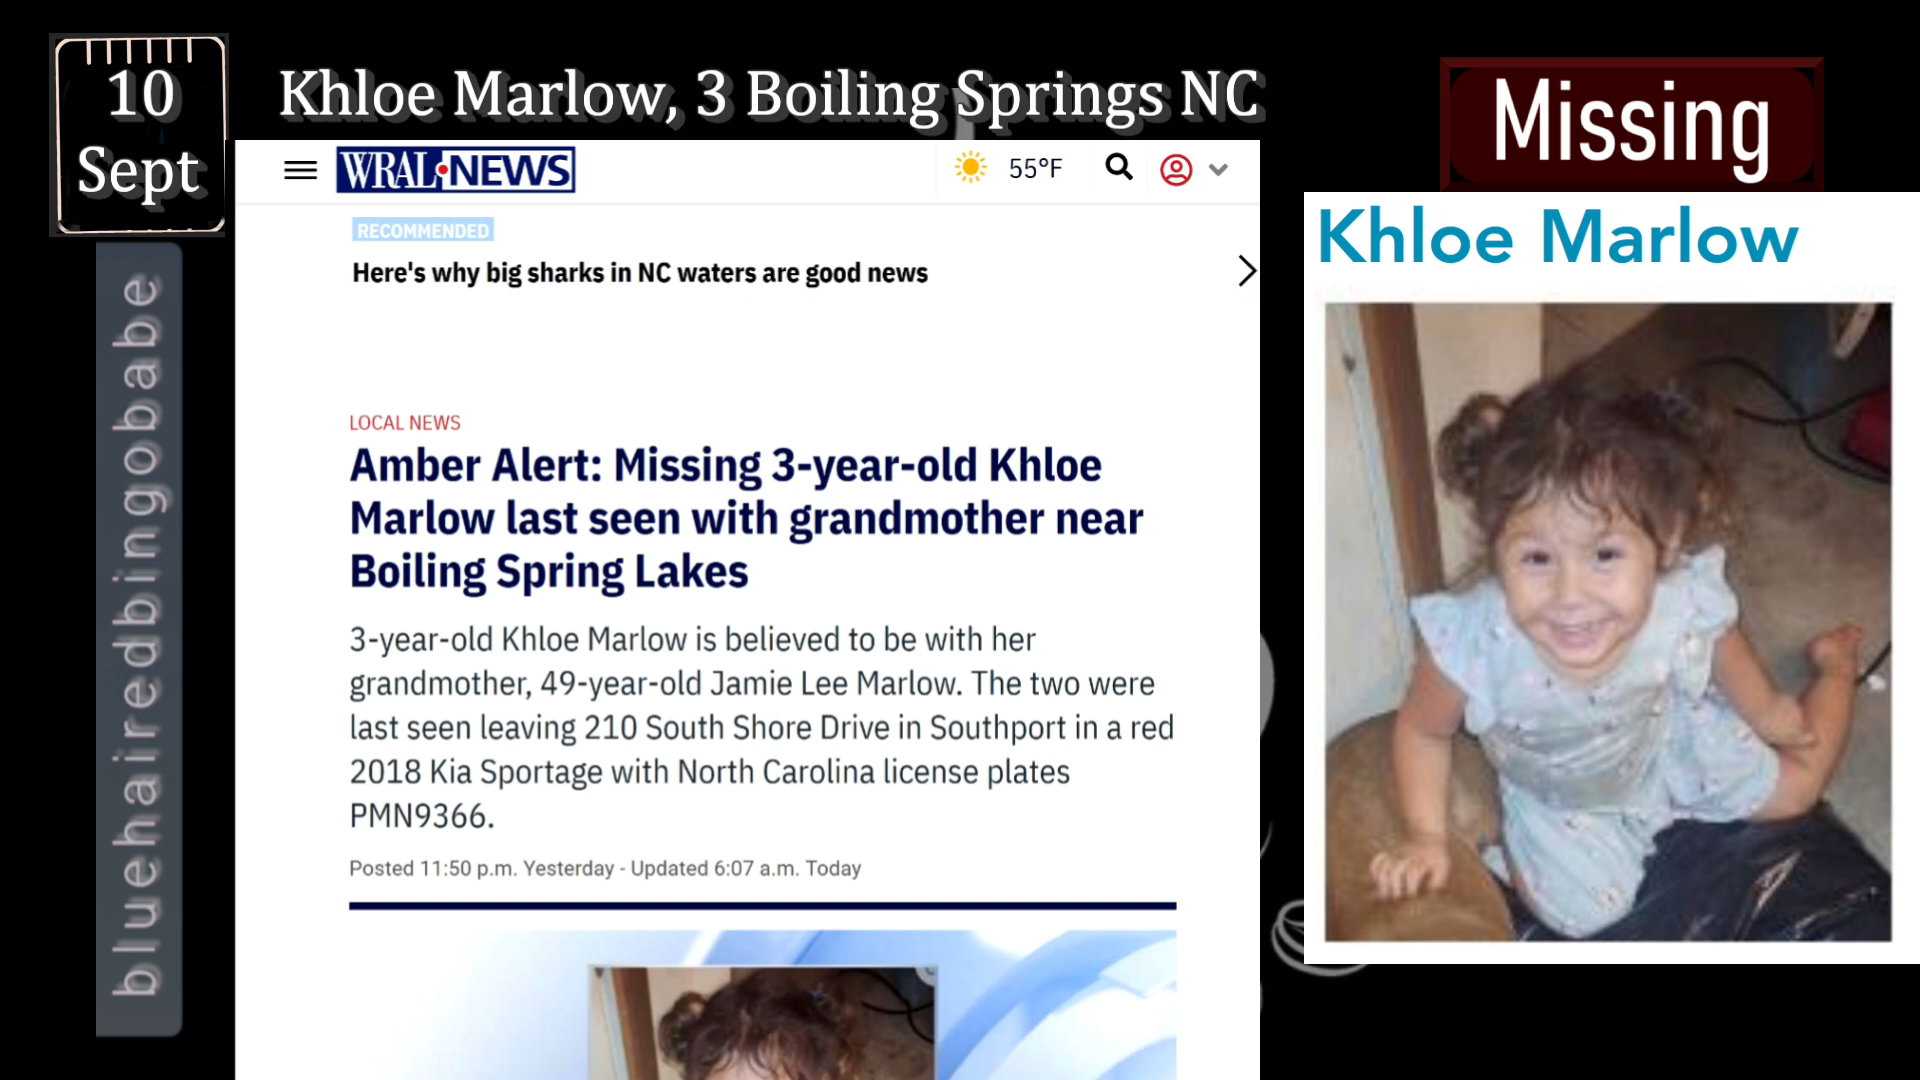 10
Sept
Khloe Marlow, 3 Boiling Springs NC
Missing
bluehairedbingobabe
WRAL NEWS
55°F
RECOMMENDED
Here's why big sharks in NC waters are good news
LOCAL NEWS
Amber Alert: Missing 3-year-old Khloe
Marlow last seen with grandmother near
Boiling Spring Lakes
3-year-old Khloe Marlow is believed to be with her
grandmother, 49-year-old Jamie Lee Marlow. The two were
last seen leaving 210 South Shore Drive in Southport in a red
2018 Kia Sportage with North Carolina license plates
PMN9366.
Posted 11:50 p.m. Yesterday - Updated 6:07 a.m. Today
Khloe Marlow